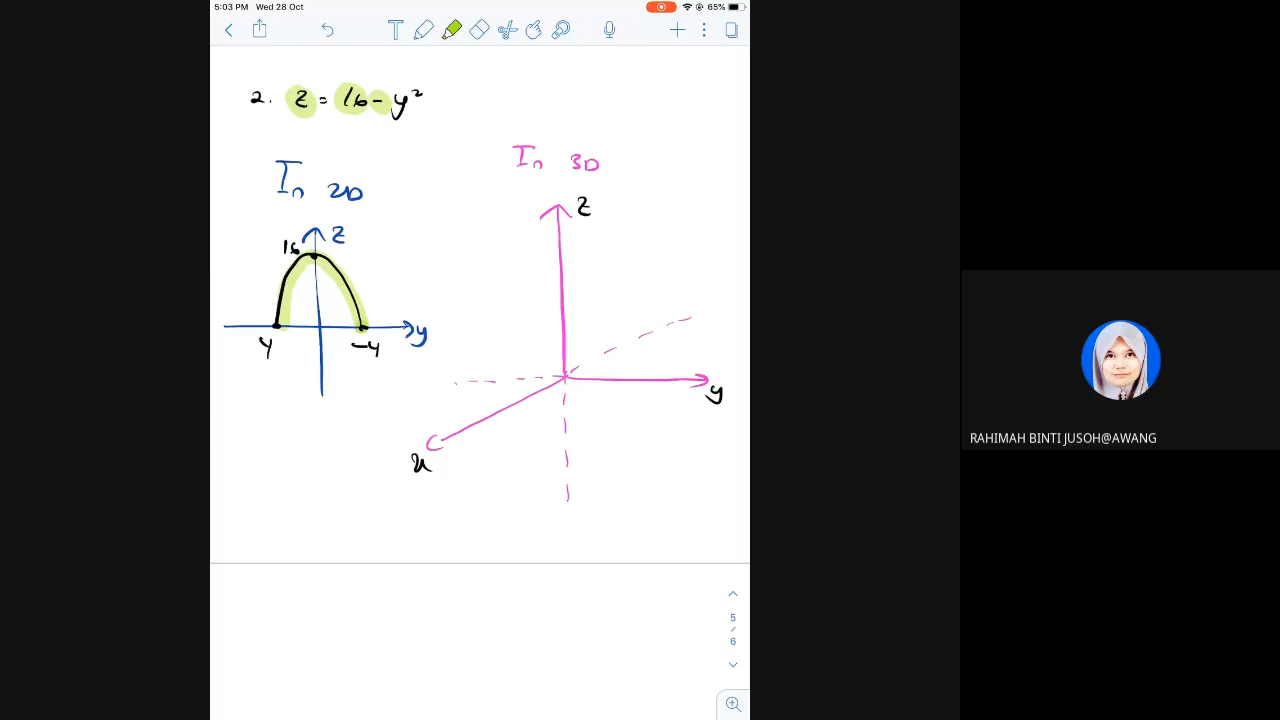 5:03 PM Wed 28 Oct
65%
2. z = 16 - y²
In 2D
In 3D
z
16
z
y
4
-4
y
x
5
/
6
RAHIMAH BINTI JUSOH@AWANG